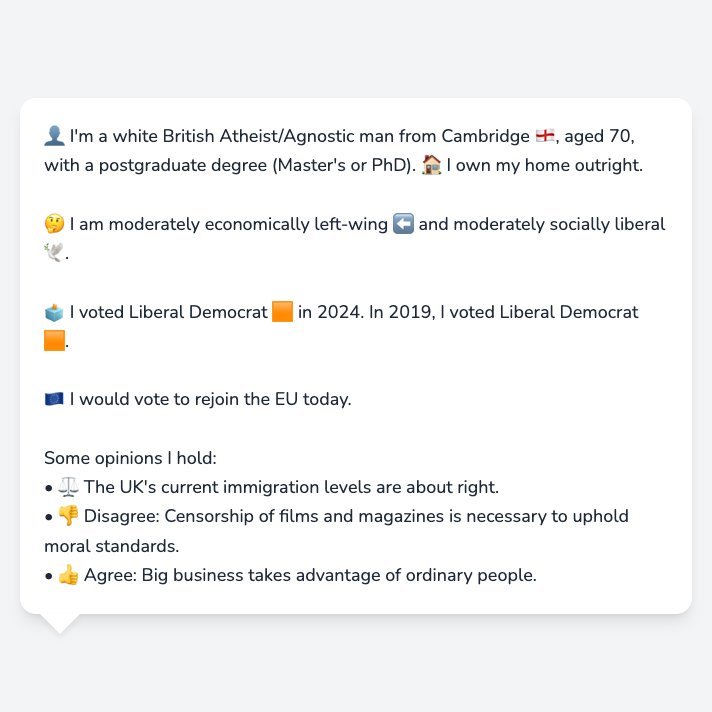 👤 I'm a white British Atheist/Agnostic man from Cambridge 🏴󠁧󠁢󠁥󠁮󠁧󠁿, aged 70,
with a postgraduate degree (Master's or PhD). 🏠 I own my home outright.
🤔 I am moderately economically left-wing ⬅️ and moderately socially liberal
🕊️.
🗳️ I voted Liberal Democrat 🟧 in 2024. In 2019, I voted Liberal Democrat
🟧.
🇪🇺 I would vote to rejoin the EU today.
Some opinions I hold:
• ⚖️ The UK's current immigration levels are about right.
• 👎 Disagree: Censorship of films and magazines is necessary to uphold
moral standards.
• 👍 Agree: Big business takes advantage of ordinary people.